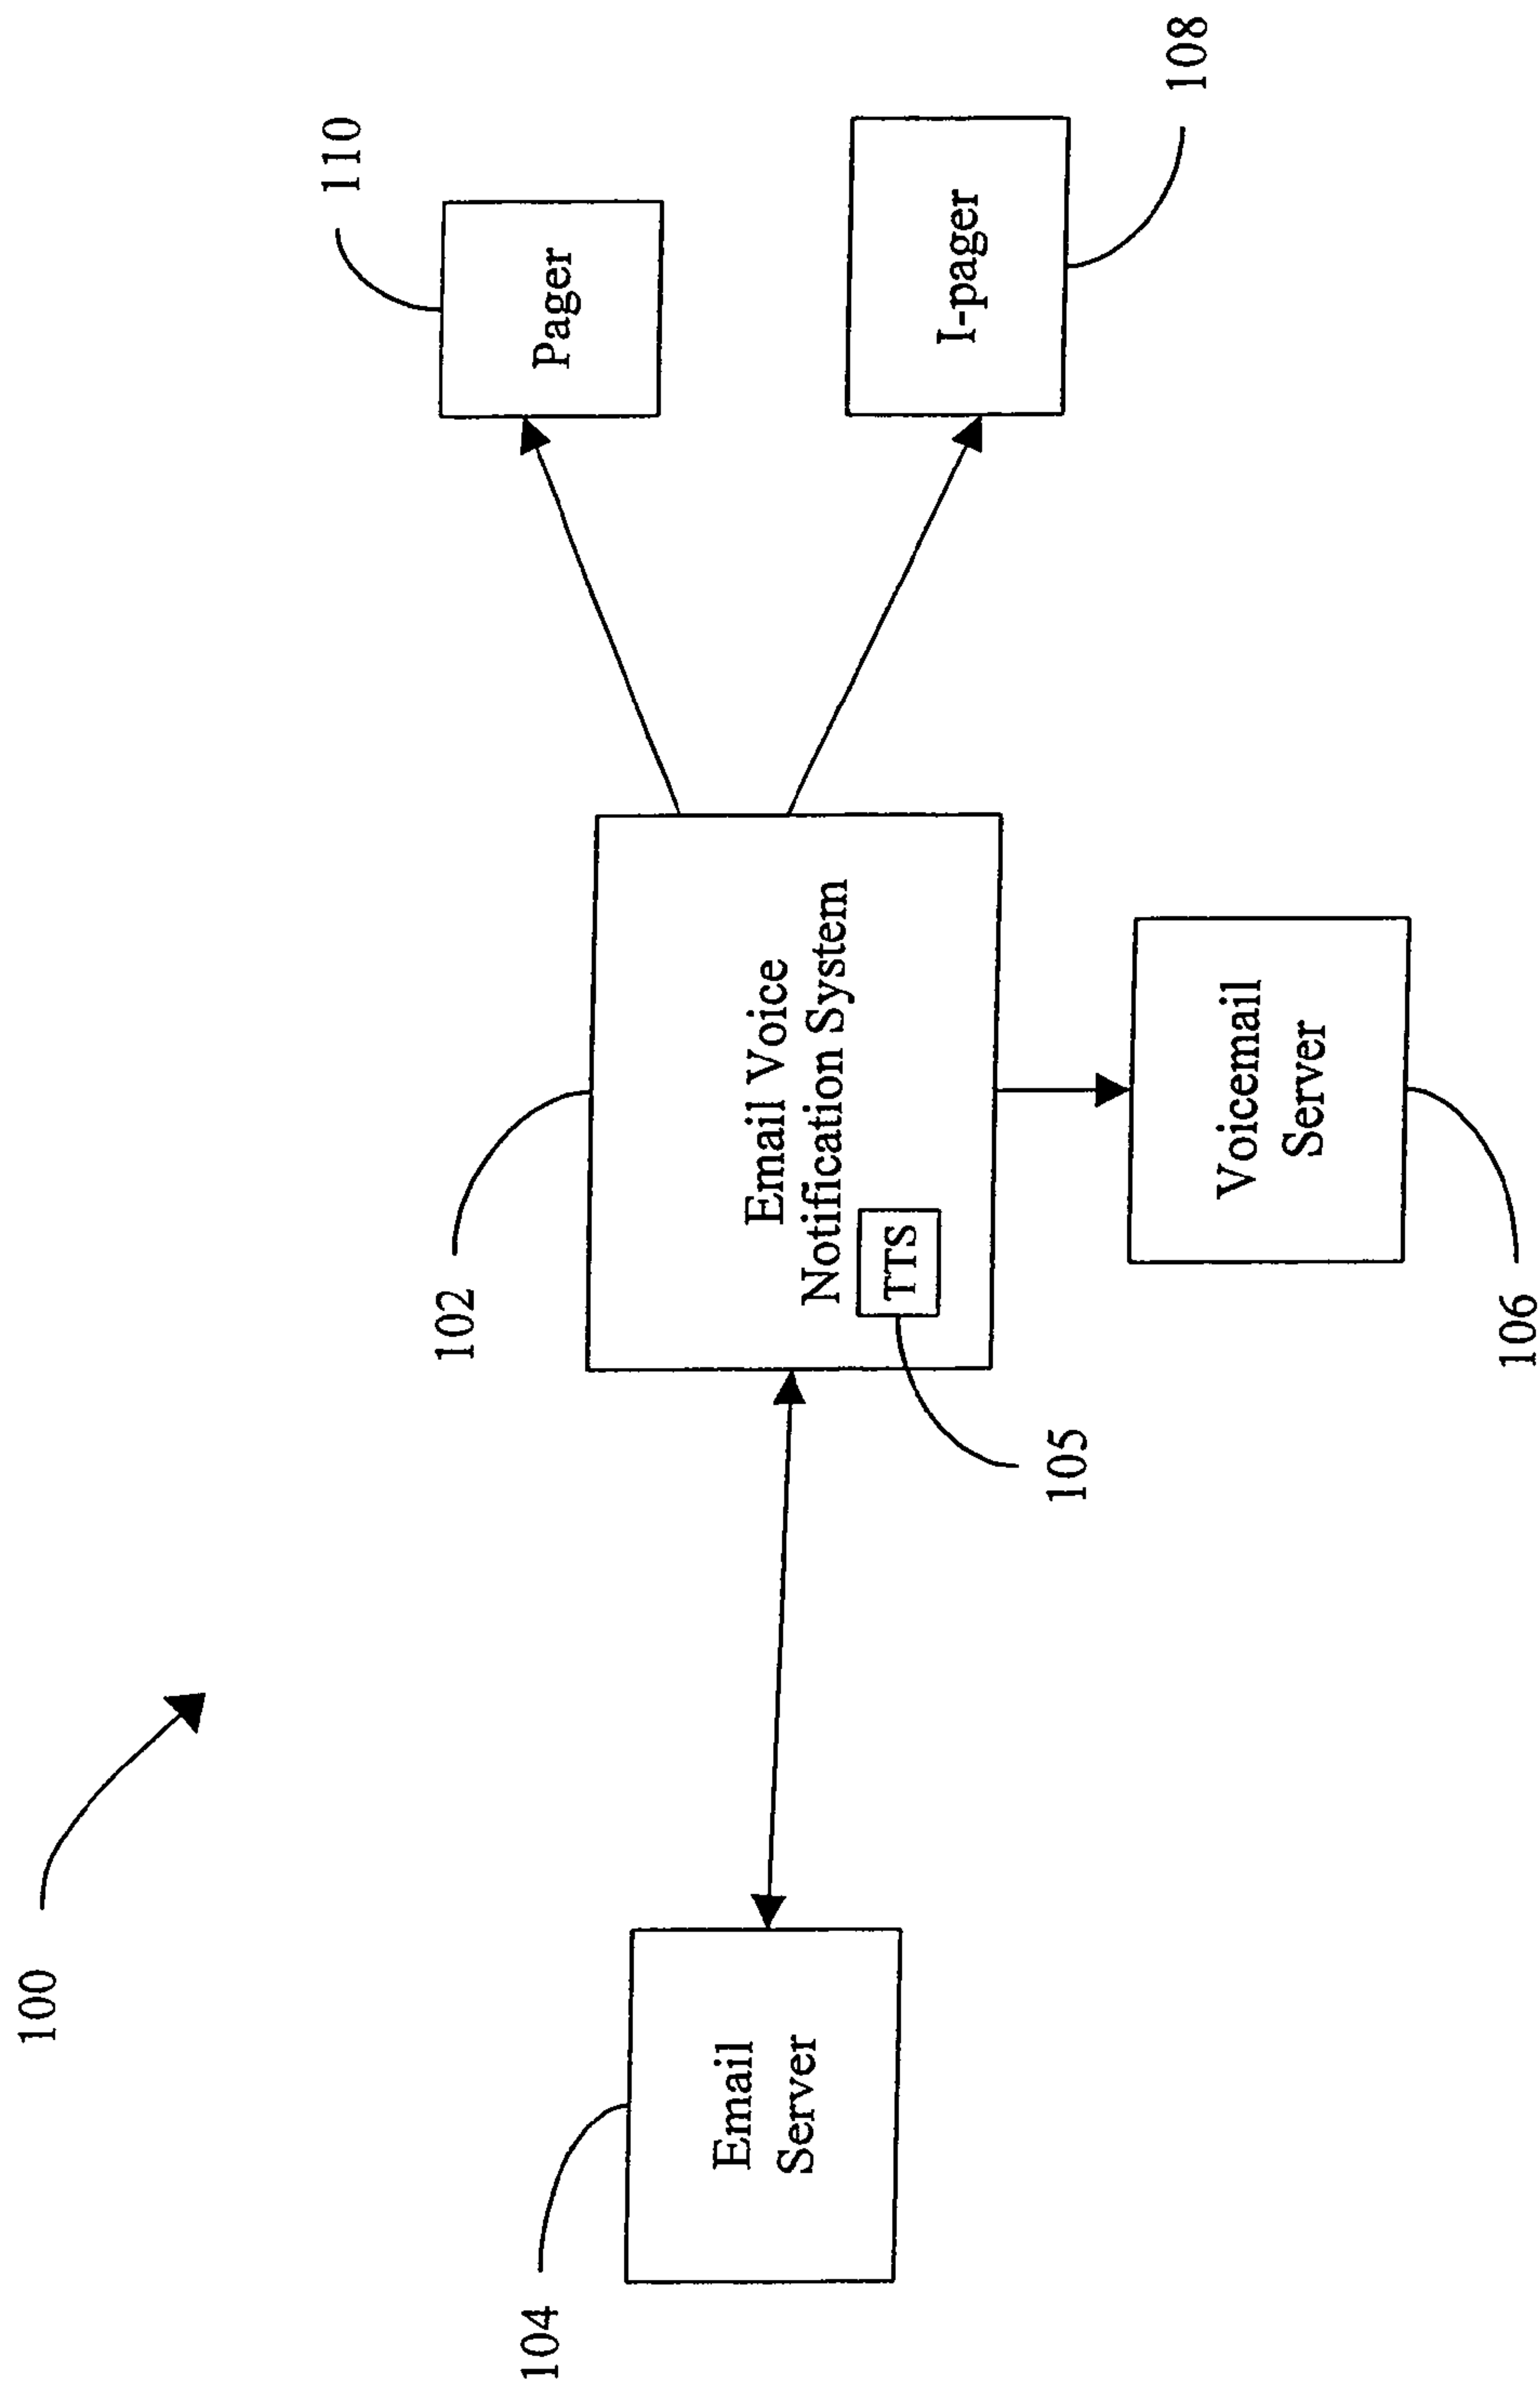 100
110
Pager
108
I-pager
102
Email Voice
Notification System
TTS
105
104
Email
Server
Voicemail
Server
106